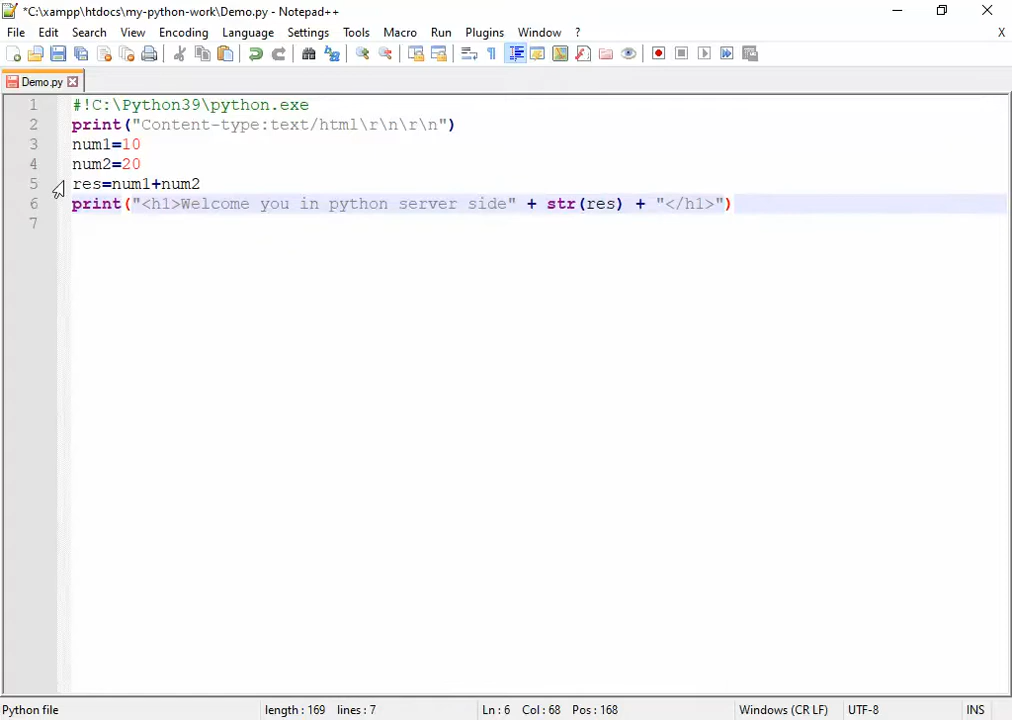 *C:\xampp\htdocs\my-python-work\Demo.py - Notepad++
File Edit Search View Encoding Language Settings Tools Macro Run Plugins Window ? X
Demo.py
1 #!C:\Python39\python.exe
2 print("Content-type:text/html\r\n\r\n")
3 num1=10
4 num2=20
5 res=num1+num2
6 print("<h1>Welcome you in python server side" + str(res) + "</h1>")
7
Python file length : 169 lines : 7 Ln : 6 Col : 68 Pos : 168 Windows (CR LF) UTF-8 INS